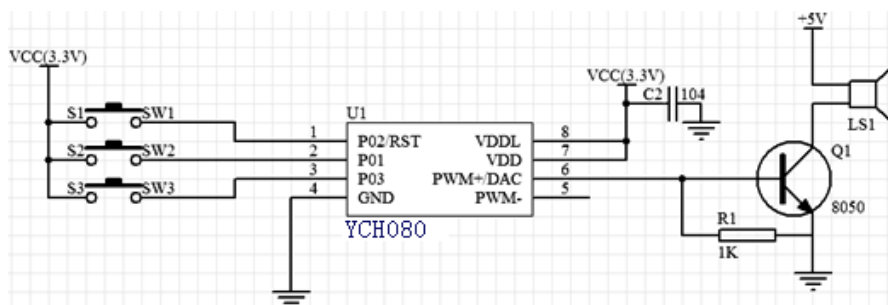 +5V
VCC(3.3V)
VCC(3.3V)
C2 104
S1 SW1
U1
LS1
1 P02/RST VDDL 8
S2 SW2
2 P01 VDD 7
Q1
3 P03 PWM+/DAC 6
S3 SW3
4 GND PWM- 5
8050
YCH080
R1
1K